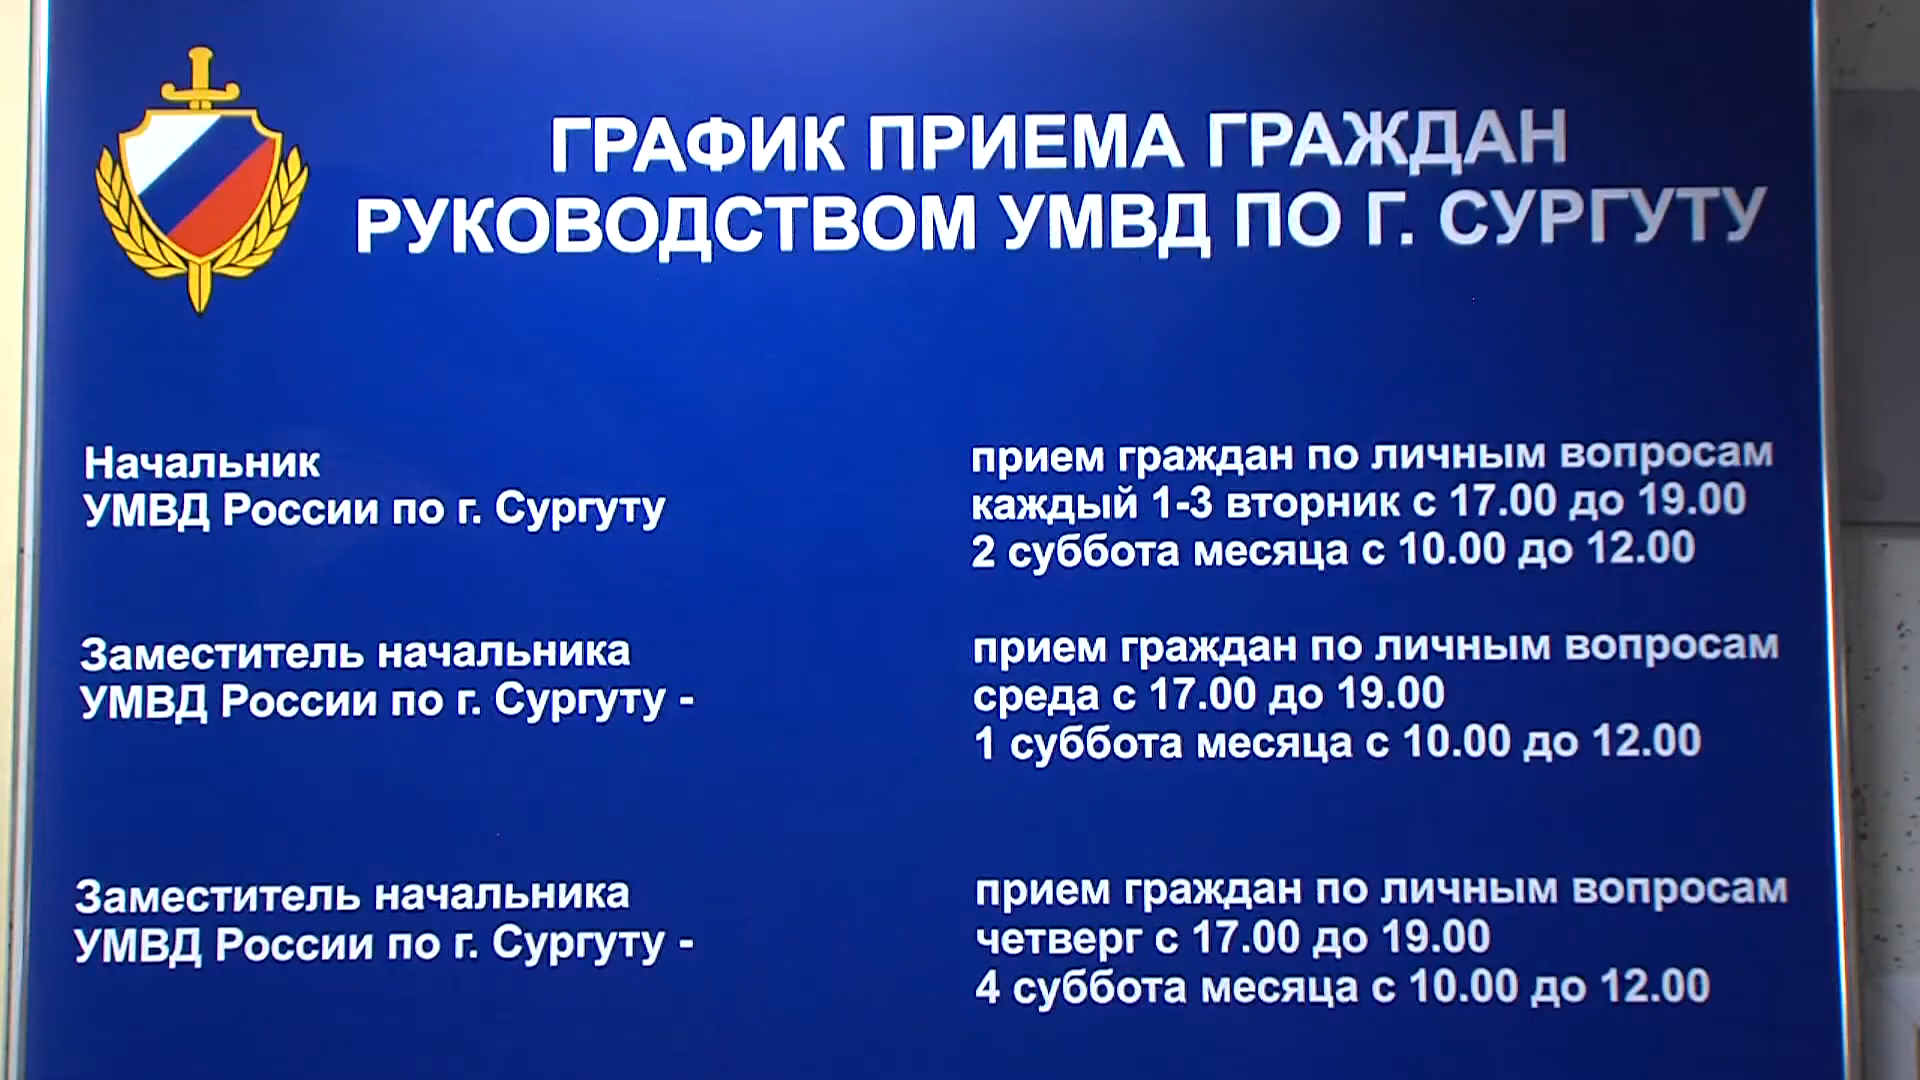 ГРАФИК ПРИЕМА ГРАЖДАН
РУКОВОДСТВОМ УМВД ПО Г. СУРГУТУ
Начальник
УМВД России по г. Сургуту
прием граждан по личным вопросам
каждый 1-3 вторник с 17.00 до 19.00
2 суббота месяца с 10.00 до 12.00
Заместитель начальника
УМВД России по г. Сургуту -
прием граждан по личным вопросам
среда с 17.00 до 19.00
1 суббота месяца с 10.00 до 12.00
Заместитель начальника
УМВД России по г. Сургуту -
прием граждан по личным вопросам
четверг с 17.00 до 19.00
4 суббота месяца с 10.00 до 12.00